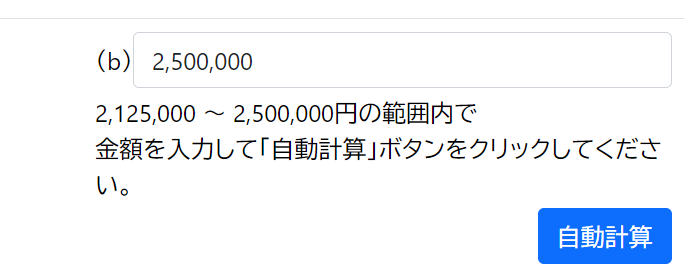 （b） 2,500,000
2,125,000 ～ 2,500,000円の範囲内で
金額を入力して「自動計算」ボタンをクリックしてくださ
い。
自動計算